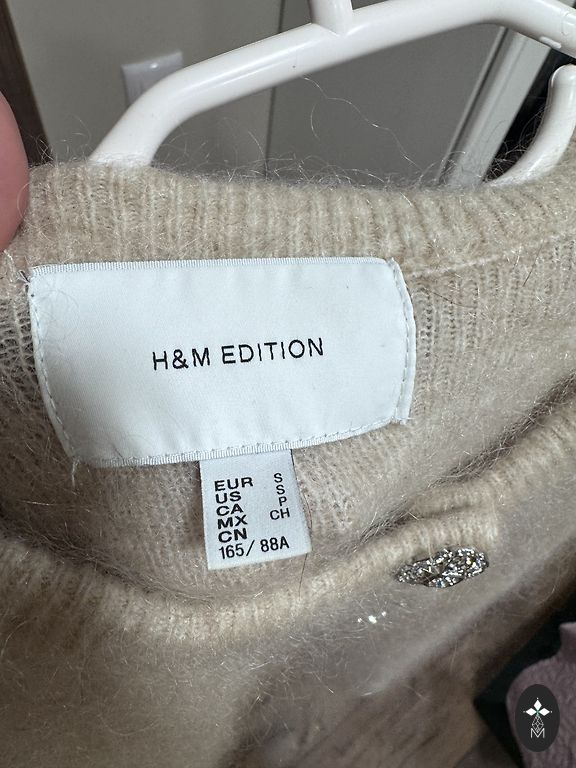 H&M EDITION
EUR S
US S
CA P
MX CH
CN
165/ 88A
M